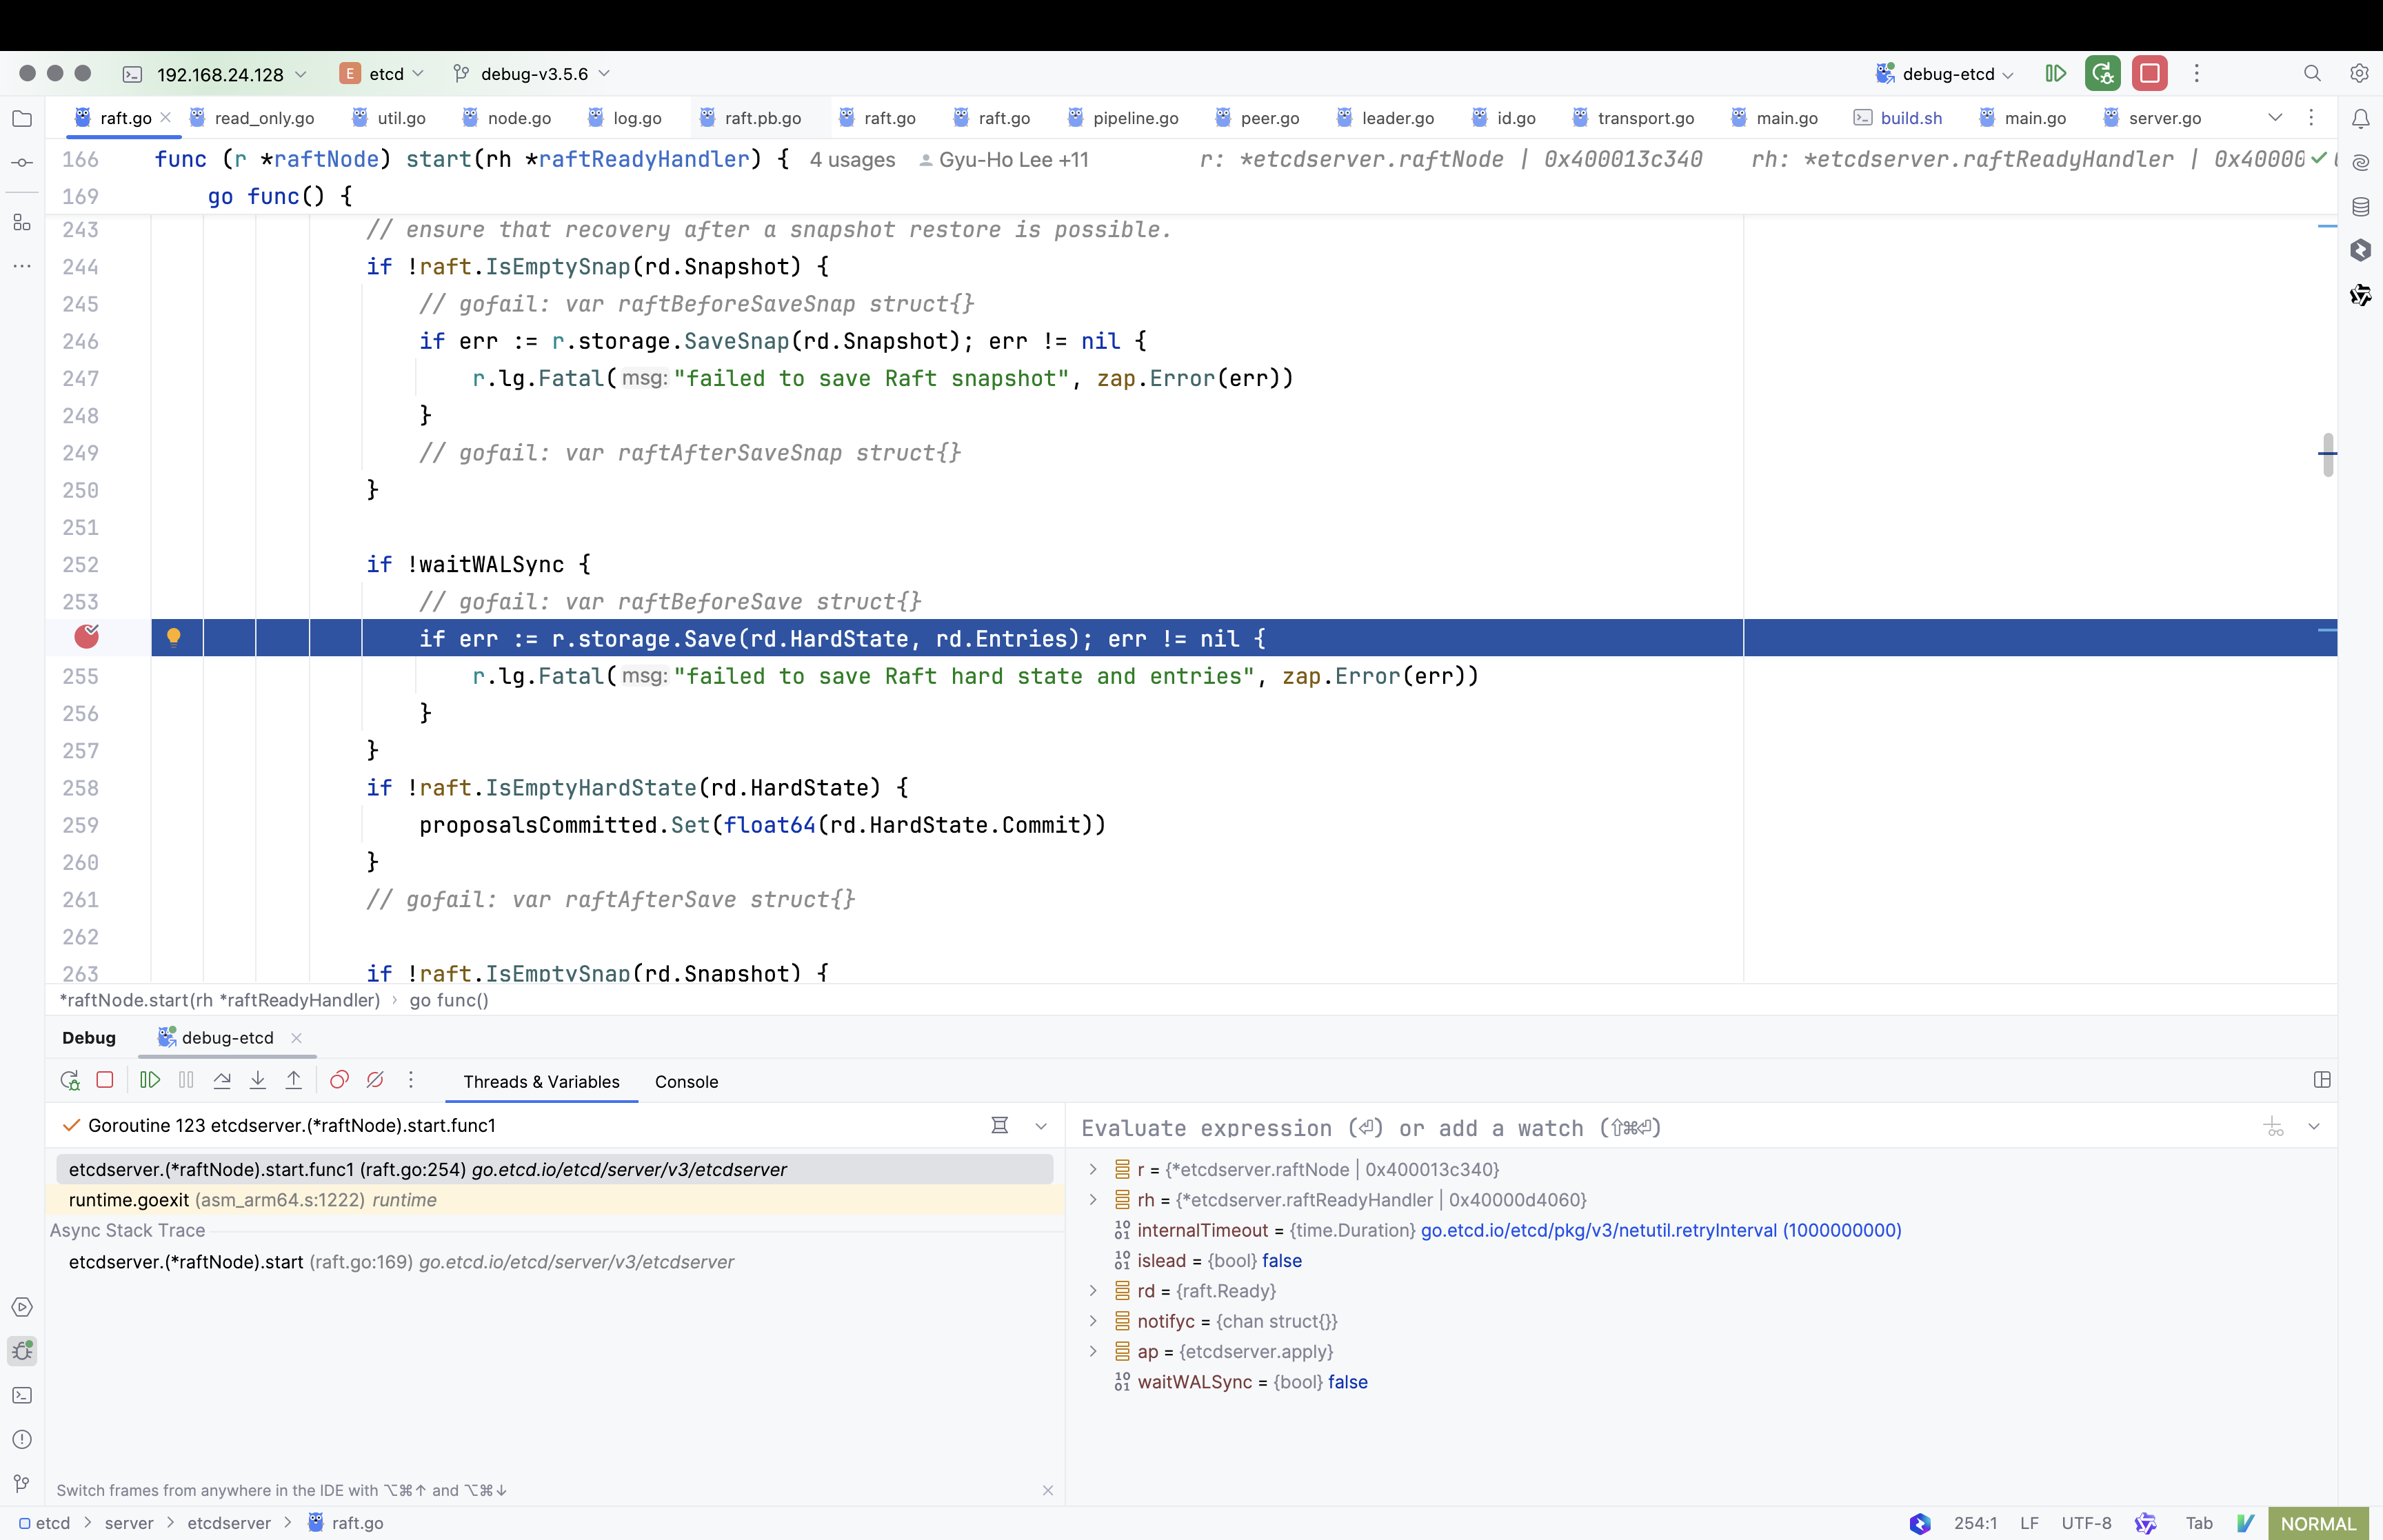 192.168.24.128 E etcd debug-v3.5.6 debug-etcd
raft.go read_only.go util.go node.go log.go raft.pb.go raft.go raft.go pipeline.go peer.go leader.go id.go transport.go main.go build.sh main.go server.go
166 func (r *raftNode) start(rh *raftReadyHandler) { 4 usages Gyu-Ho Lee +11 r: *etcdserver.raftNode | 0x400013c340 rh: *etcdserver.raftReadyHandler | 0x40000
169 go func() {
243 // ensure that recovery after a snapshot restore is possible.
244 if !raft.IsEmptySnap(rd.Snapshot) {
245 // gofail: var raftBeforeSaveSnap struct{}
246 if err := r.storage.SaveSnap(rd.Snapshot); err != nil {
247 r.lg.Fatal( msg: "failed to save Raft snapshot", zap.Error(err))
248 }
249 // gofail: var raftAfterSaveSnap struct{}
250 }
251
252 if !waitWALSync {
253 // gofail: var raftBeforeSave struct{}
if err := r.storage.Save(rd.HardState, rd.Entries); err != nil {
255 r.lg.Fatal( msg: "failed to save Raft hard state and entries", zap.Error(err))
256 }
257 }
258 if !raft.IsEmptyHardState(rd.HardState) {
259 proposalsCommitted.Set(float64(rd.HardState.Commit))
260 }
261 // gofail: var raftAfterSave struct{}
262
263 if !raft.IsEmptySnap(rd.Snapshot) {
*raftNode.start(rh *raftReadyHandler) › go func()
Debug debug-etcd
Threads & Variables Console
Goroutine 123 etcdserver.(*raftNode).start.func1
Evaluate expression (⏎) or add a watch (⇧⌘⏎)
etcdserver.(*raftNode).start.func1 (raft.go:254) go.etcd.io/etcd/server/v3/etcdserver
runtime.goexit (asm_arm64.s:1222) runtime
Async Stack Trace
etcdserver.(*raftNode).start (raft.go:169) go.etcd.io/etcd/server/v3/etcdserver
r = {*etcdserver.raftNode | 0x400013c340}
rh = {*etcdserver.raftReadyHandler | 0x40000d4060}
internalTimeout = {time.Duration} go.etcd.io/etcd/pkg/v3/netutil.retryInterval (1000000000)
islead = {bool} false
rd = {raft.Ready}
notifyc = {chan struct{}}
ap = {etcdserver.apply}
waitWALSync = {bool} false
Switch frames from anywhere in the IDE with ⌥⌘↑ and ⌥⌘↓
etcd > server > etcdserver > raft.go 254:1 LF UTF-8 Tab NORMAL